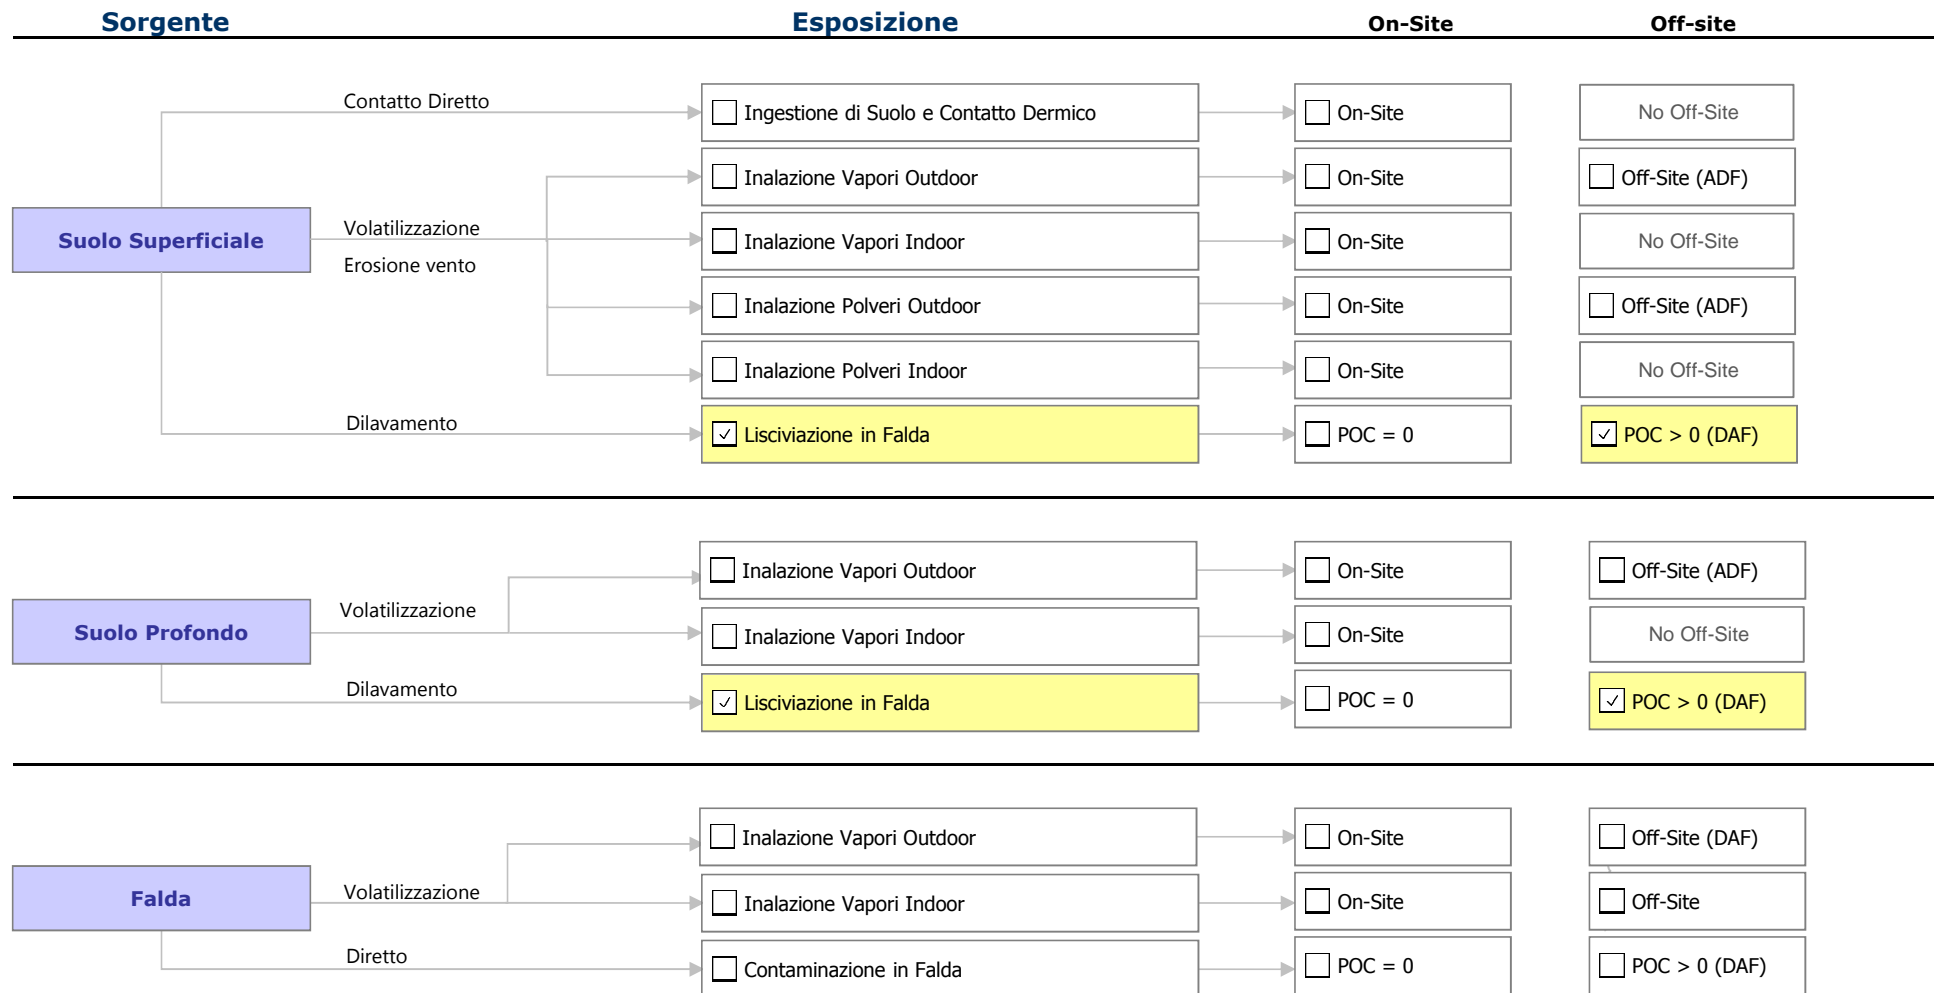 Sorgente Esposizione On-Site Off-site
Contatto Diretto
Ingestione di Suolo e Contatto Dermico On-Site No Off-Site
Inalazione Vapori Outdoor On-Site Off-Site (ADF)
Suolo Superficiale
Volatilizzazione
Erosione vento
Inalazione Vapori Indoor On-Site No Off-Site
Inalazione Polveri Outdoor On-Site Off-Site (ADF)
Inalazione Polveri Indoor On-Site No Off-Site
Dilavamento
Lisciviazione in Falda POC = 0 POC > 0 (DAF)
Inalazione Vapori Outdoor On-Site Off-Site (ADF)
Suolo Profondo
Volatilizzazione
Inalazione Vapori Indoor On-Site No Off-Site
Dilavamento
Lisciviazione in Falda POC = 0 POC > 0 (DAF)
Inalazione Vapori Outdoor On-Site Off-Site (DAF)
Falda
Volatilizzazione
Inalazione Vapori Indoor On-Site Off-Site
Diretto
Contaminazione in Falda POC = 0 POC > 0 (DAF)